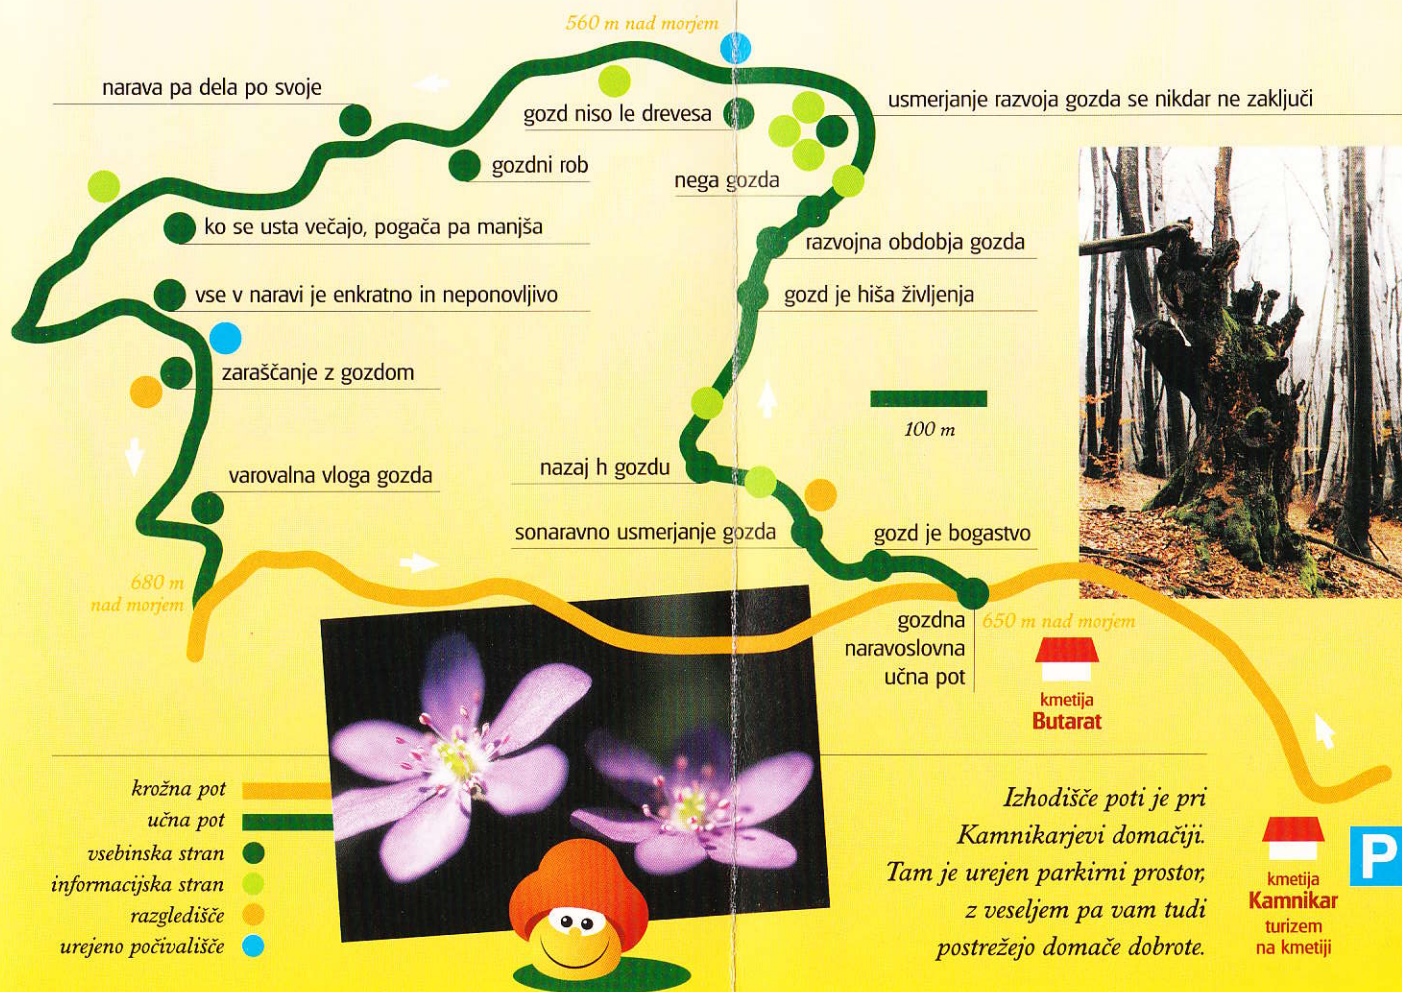 560 m nad morjem
narava pa dela po svoje
gozd niso le drevesa
usmerjanje razvoja gozda se nikdar ne zaključi
gozdni rob
nega gozda
ko se usta večajo, pogača pa manjša
razvojna obdobja gozda
vse v naravi je enkratno in neponovljivo
gozd je hiša življenja
zaraščanje z gozdom
100 m
varovalna vloga gozda
nazaj h gozdu
sonaravno usmerjanje gozda
gozd je bogastvo
680 m
nad morjem
gozdna
naravoslovna
učna pot
650 m nad morjem
kmetija
Butarat
krožna pot
učna pot
vsebinska stran
informacijska stran
razgledišče
urejeno počivališče
Izhodišče poti je pri
Kamnikarjevi domačiji.
Tam je urejen parkirni prostor,
z veseljem pa vam tudi
postrežejo domače dobrote.
kmetija
Kamnikar
turizem
na kmetiji
P